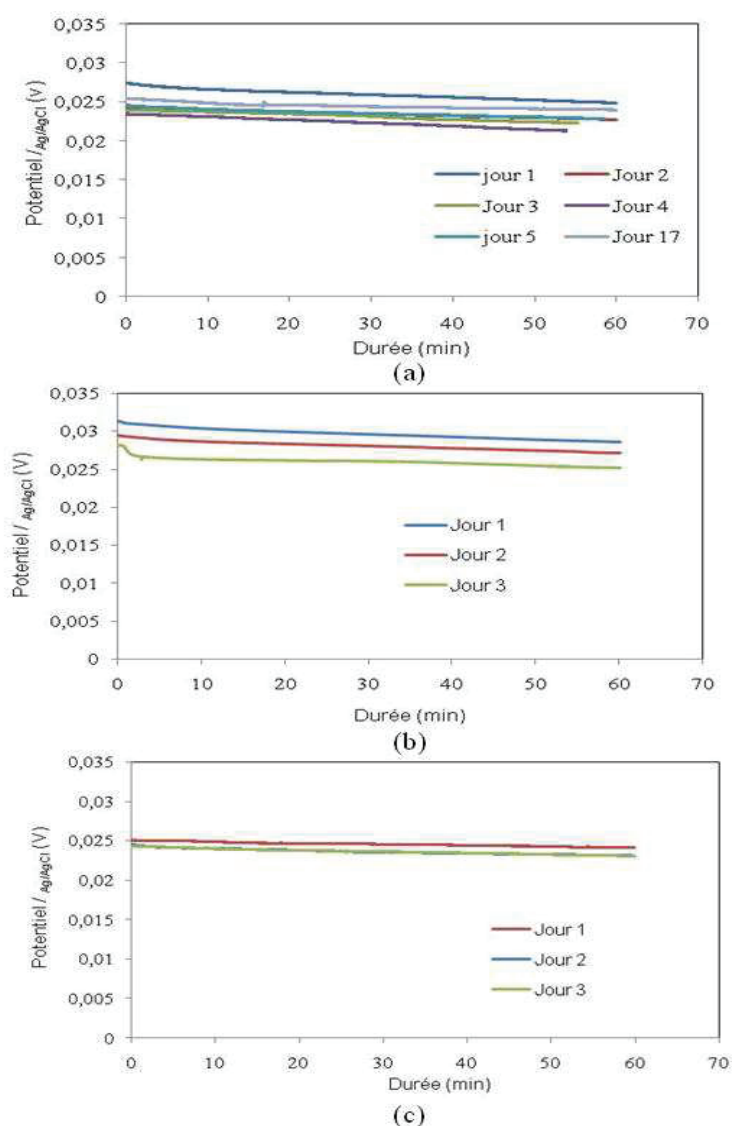 0,035
0,03
0,025
0,02
0,015
0,01
0,005
0
Potentiel / Ag/AgCl (v)
jour 1 Jour 2
Jour 3 Jour 4
jour 5 Jour 17
0 10 20 30 40 50 60 70
Durée (min)
(a)
0,035
0,03
0,025
0,02
0,015
0,01
0,005
0
Potentiel / Ag/AgCl (V)
Jour 1
Jour 2
Jour 3
0 10 20 30 40 50 60 70
Durée (min)
(b)
0,035
0,03
0,025
0,02
0,015
0,01
0,005
0
Potentiel / Ag/AgCl (V)
Jour 1
Jour 2
Jour 3
0 10 20 30 40 50 60 70
Durée (min)
(c)